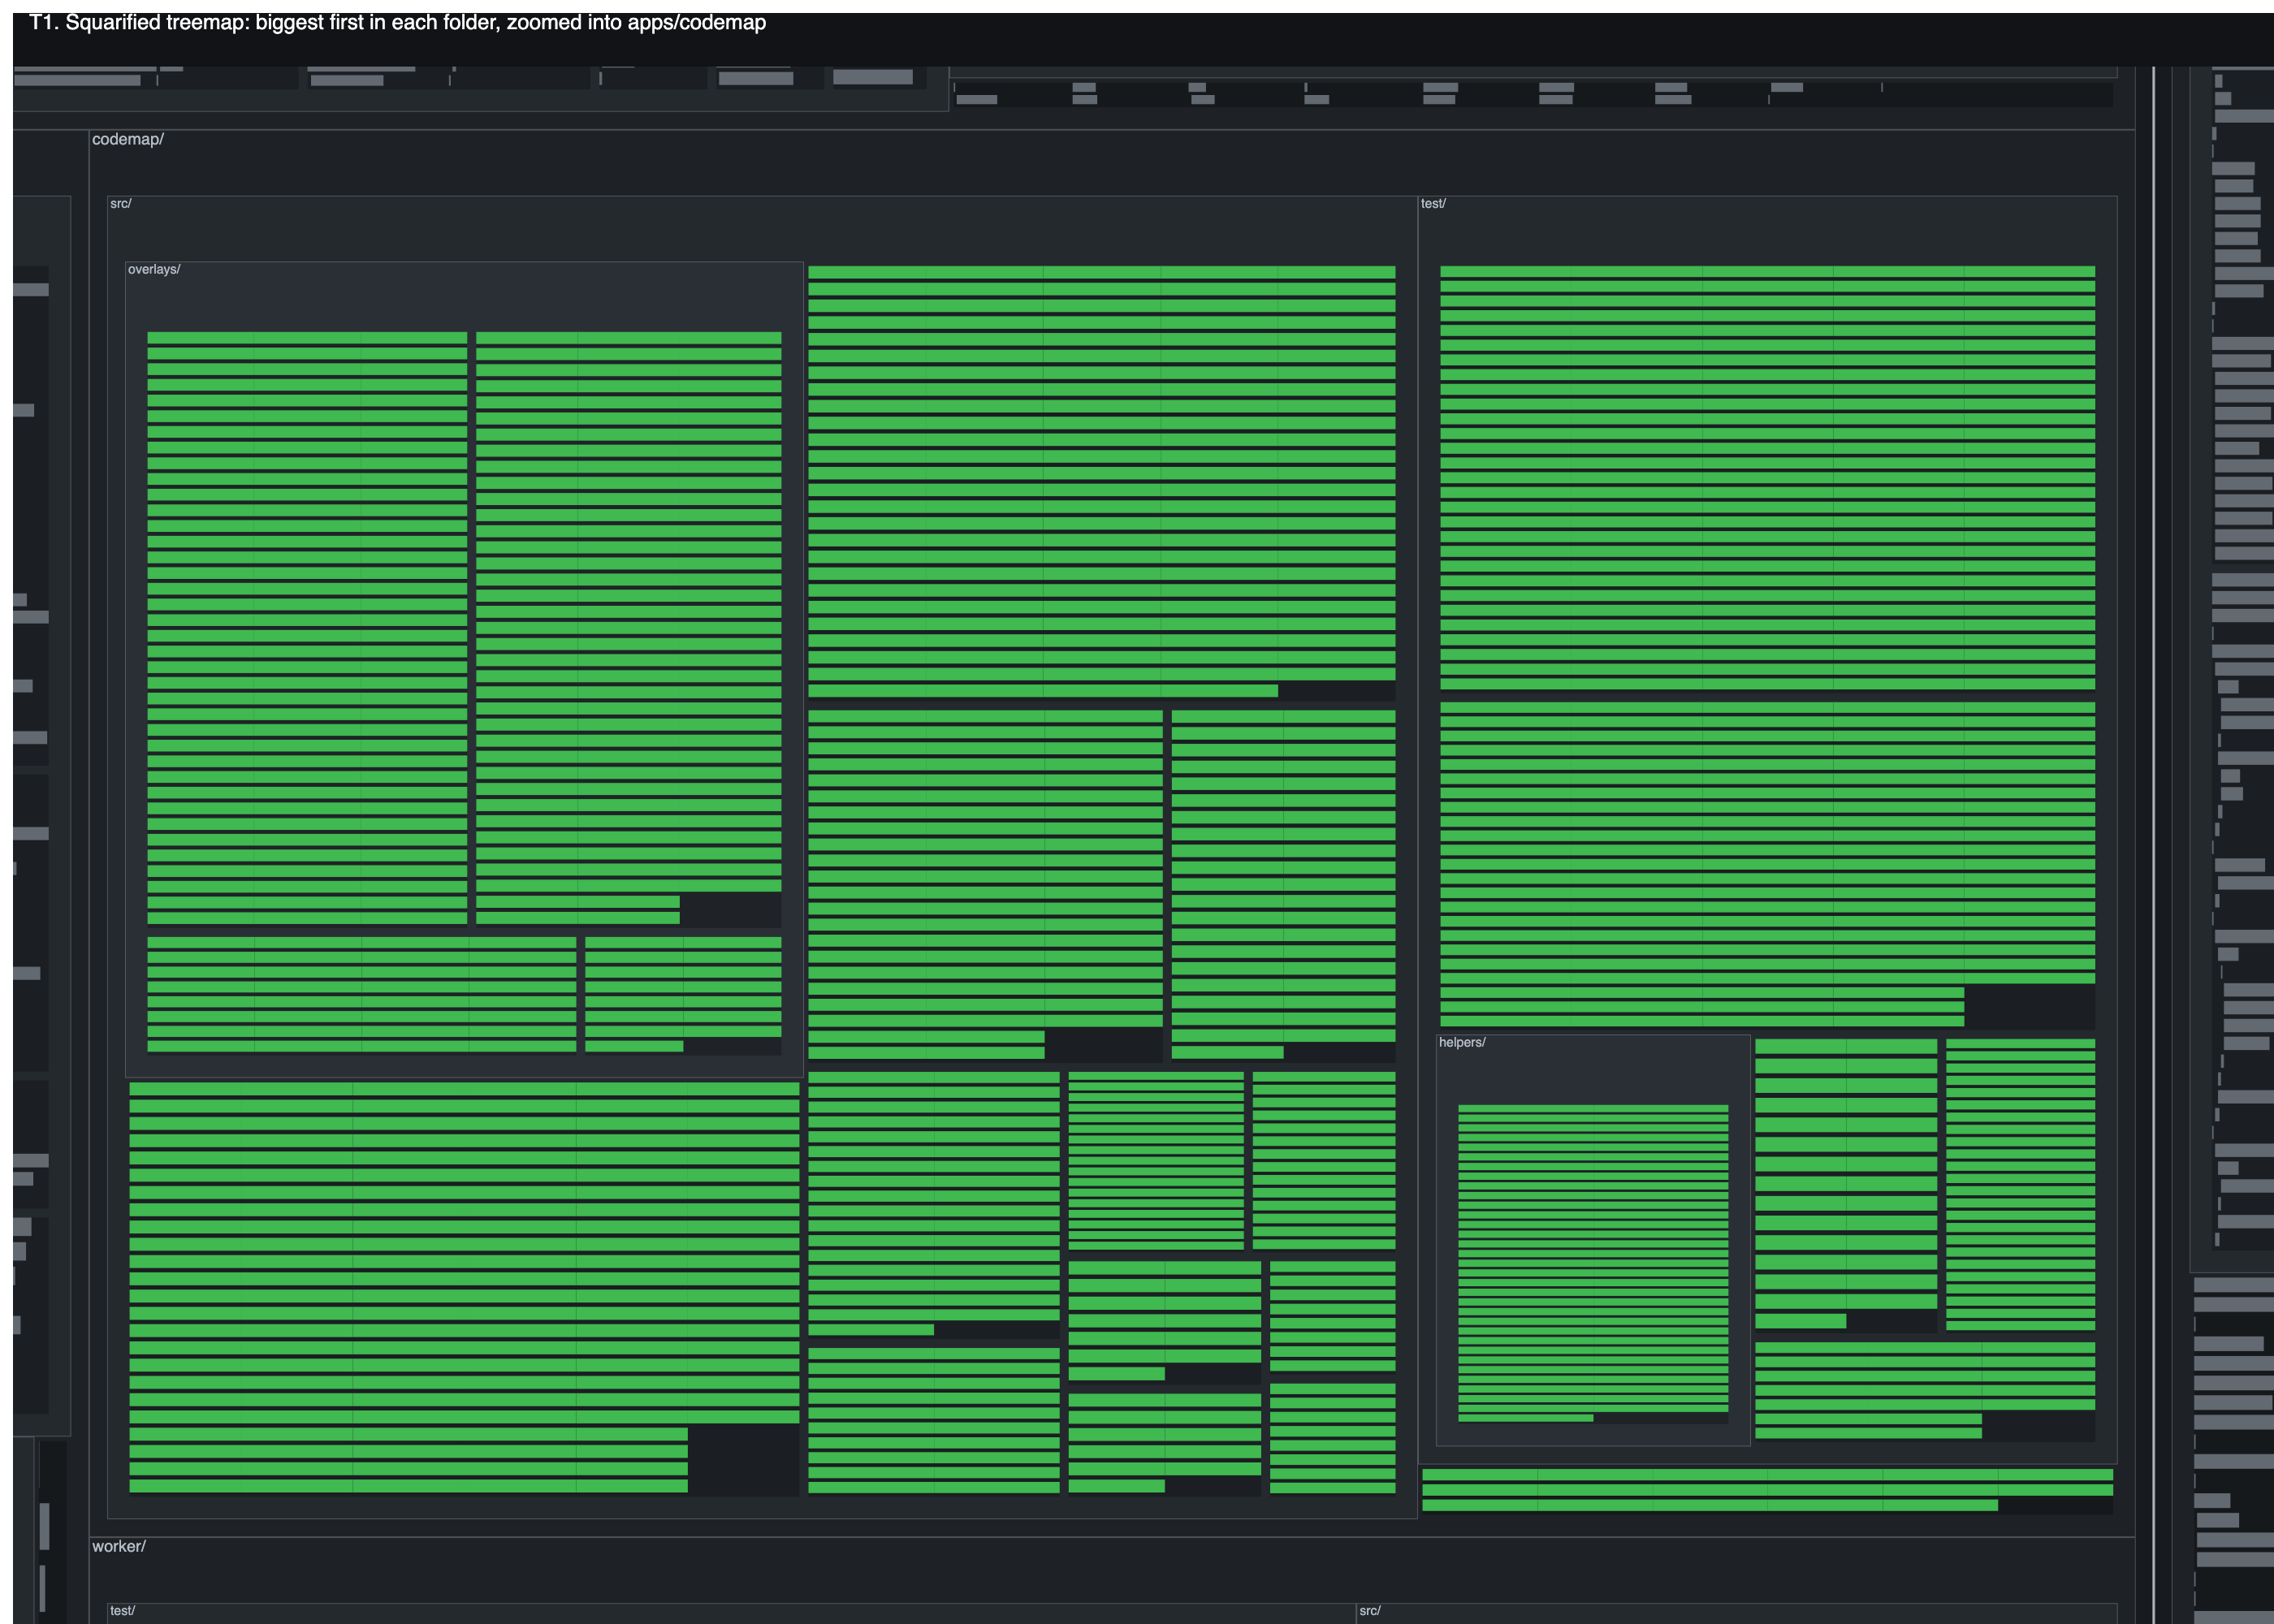 T1. Squarified treemap: biggest first in each folder, zoomed into apps/codemap
codemap/
src/
test/
overlays/
helpers/
worker/
test/
src/